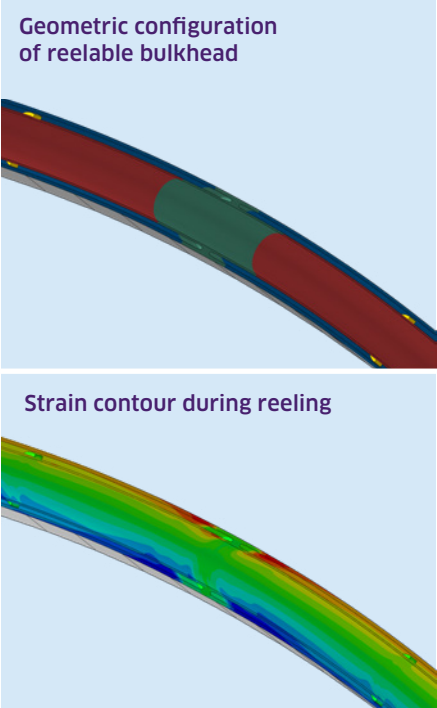 Geometric configuration
of reelable bulkhead
Strain contour during reeling